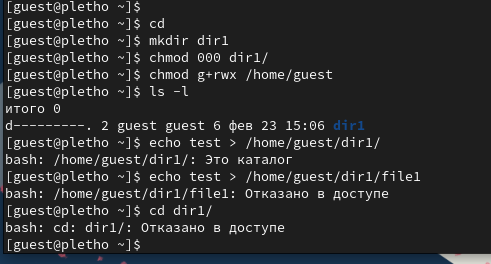 [guest@pletho ~]$
[guest@pletho ~]$ cd
[guest@pletho ~]$ mkdir dir1
[guest@pletho ~]$ chmod 000 dir1/
[guest@pletho ~]$ chmod g+rwx /home/guest
[guest@pletho ~]$ ls -l
итого 0
d---------. 2 guest guest 6 фев 23 15:06 dir1
[guest@pletho ~]$ echo test > /home/guest/dir1/
bash: /home/guest/dir1/: Это каталог
[guest@pletho ~]$ echo test > /home/guest/dir1/file1
bash: /home/guest/dir1/file1: Отказано в доступе
[guest@pletho ~]$ cd dir1/
bash: cd: dir1/: Отказано в доступе
[guest@pletho ~]$